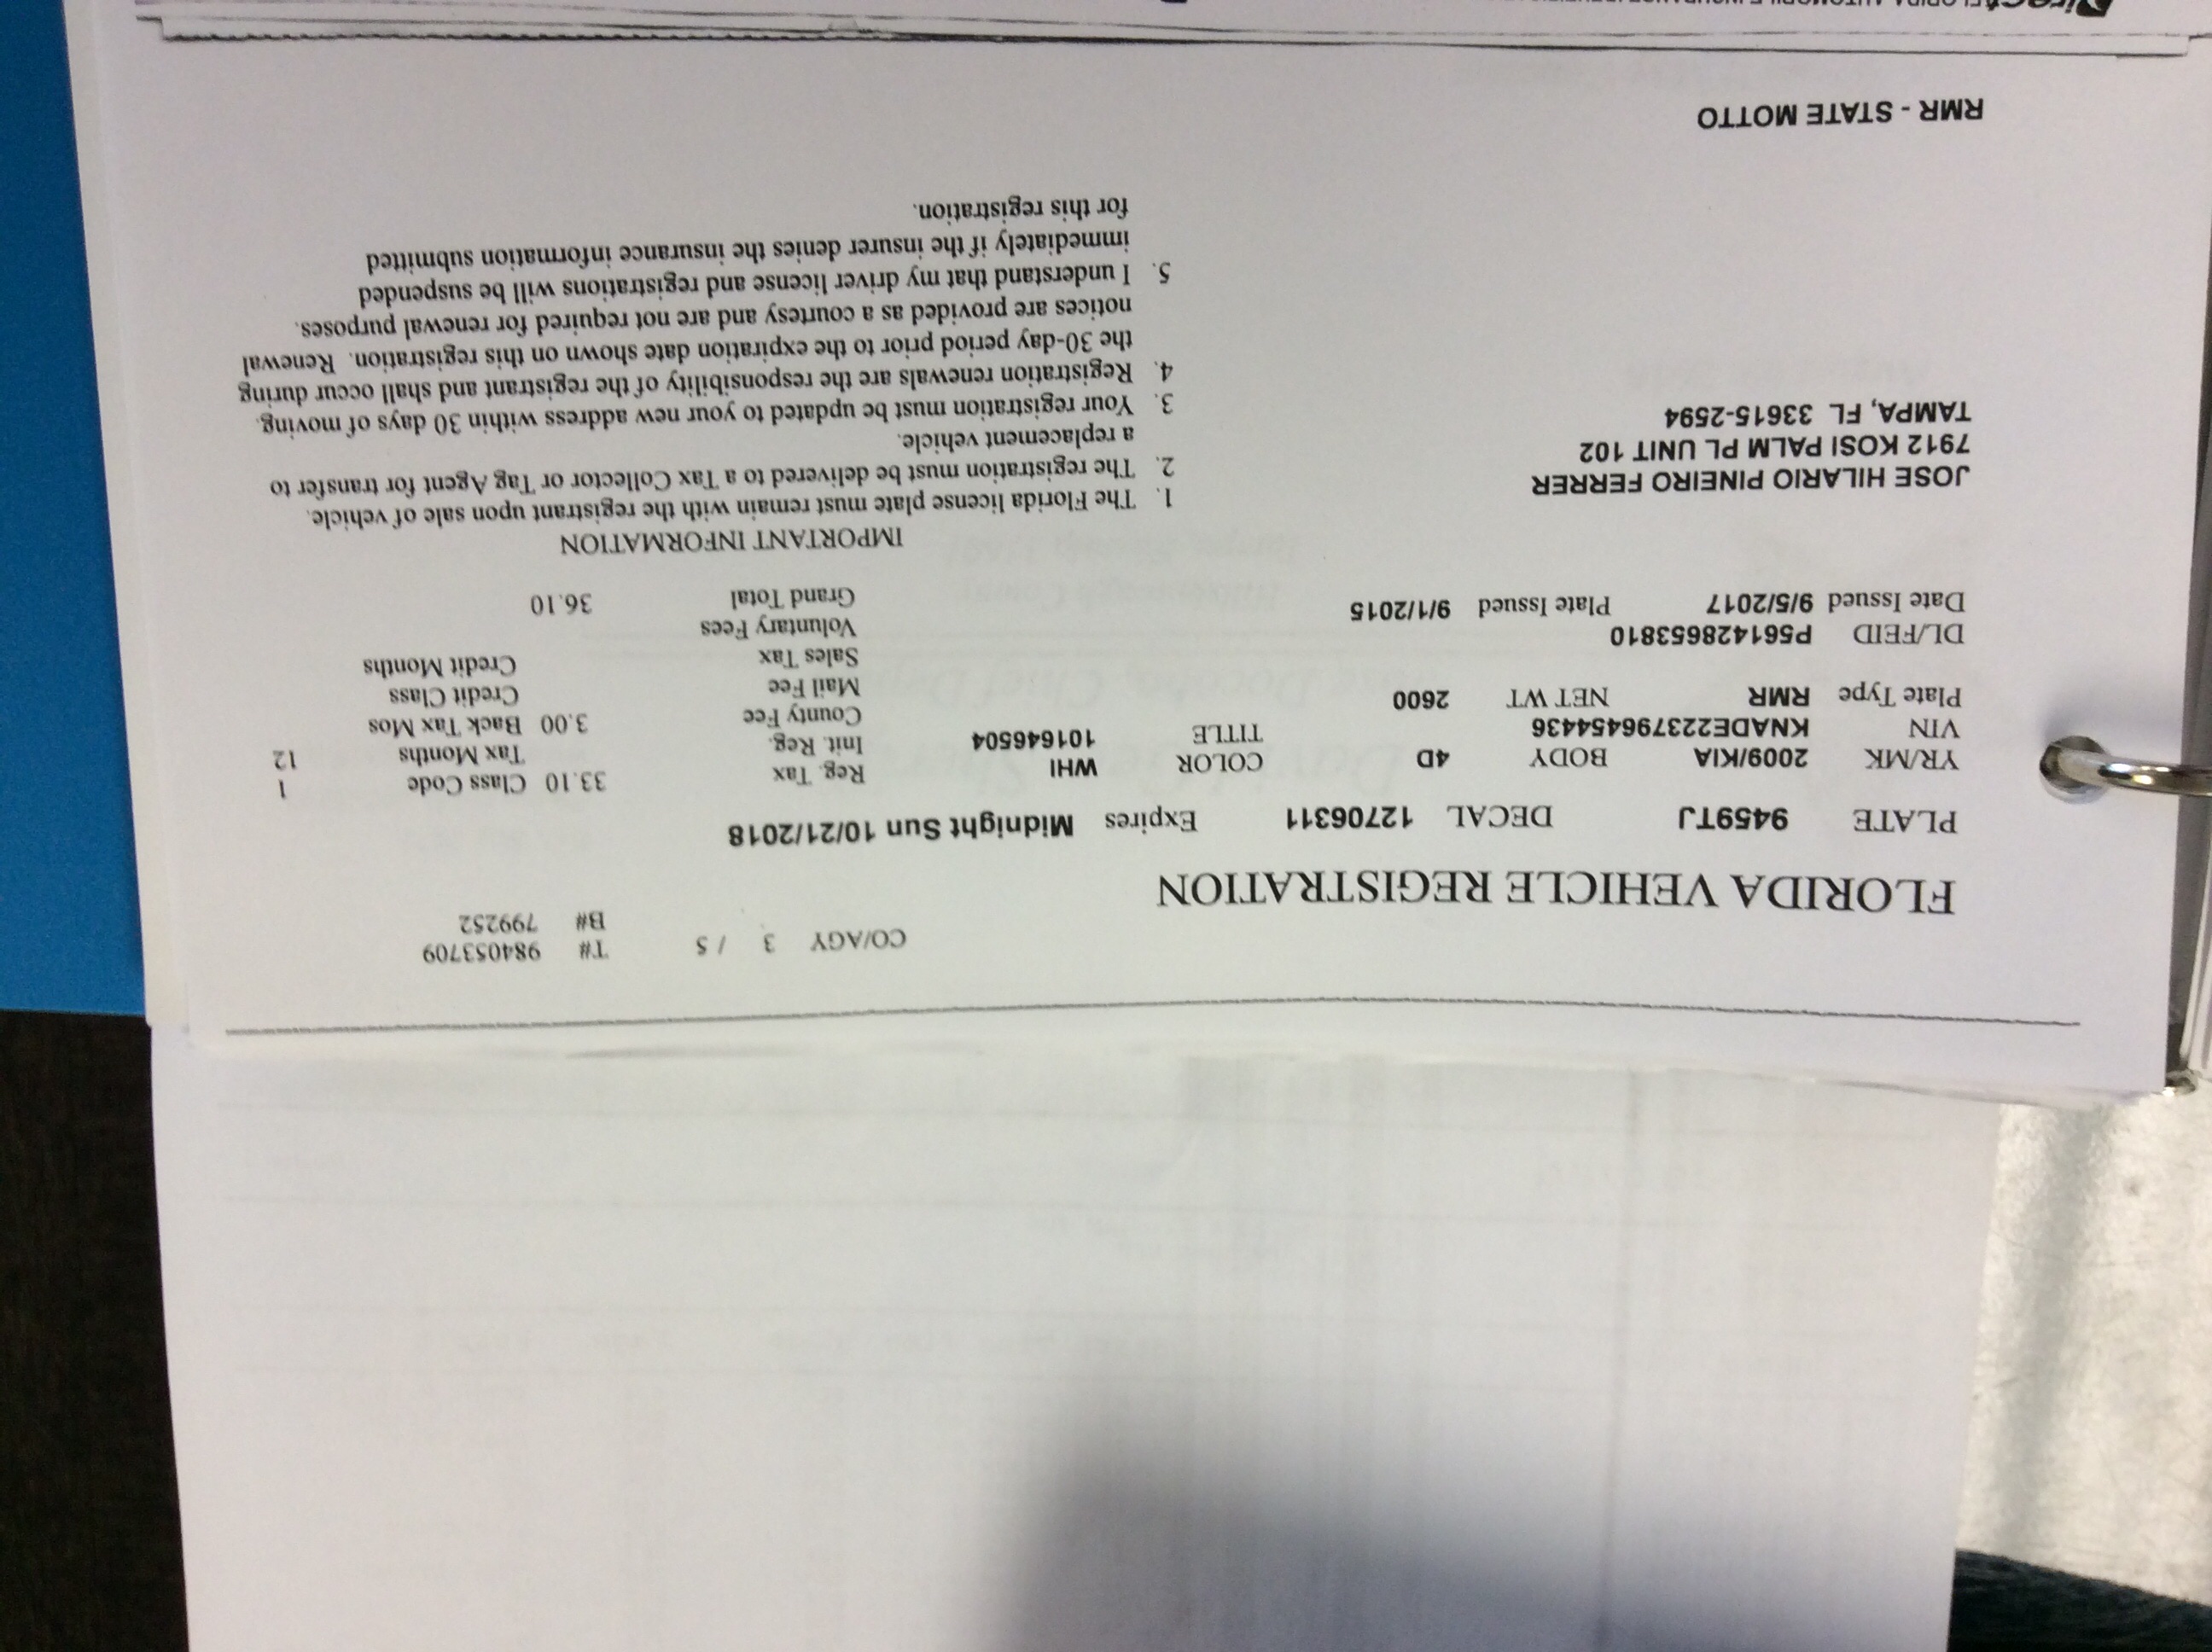 CO/AGY 3 / 5 T# 984053709
B# 799252
FLORIDA VEHICLE REGISTRATION
PLATE 9459TJ DECAL 12706311 Expires Midnight Sun 10/21/2018
YR/MK 2009/KIA BODY 4D COLOR WHI
VIN KNADE223796454436 TITLE 101646504
Plate Type RMR NET WT 2600
DL/FEID P561428653810
Date Issued 9/5/2017 Plate Issued 9/1/2015
Reg. Tax 33.10 Class Code 1
Init. Reg. Tax Months 12
County Fee 3.00 Back Tax Mos
Mail Fee Credit Class
Sales Tax Credit Months
Voluntary Fees
Grand Total 36.10
JOSE HILARIO PINEIRO FERRER
7912 KOSI PALM PL UNIT 102
TAMPA, FL 33615-2594
IMPORTANT INFORMATION
1. The Florida license plate must remain with the registrant upon sale of vehicle.
2. The registration must be delivered to a Tax Collector or Tag Agent for transfer to
a replacement vehicle.
3. Your registration must be updated to your new address within 30 days of moving.
4. Registration renewals are the responsibility of the registrant and shall occur during
the 30-day period prior to the expiration date shown on this registration. Renewal
notices are provided as a courtesy and are not required for renewal purposes.
5. I understand that my driver license and registrations will be suspended
immediately if the insurer denies the insurance information submitted
for this registration.
RMR - STATE MOTTO
Direct FLORIDA AUTOMOBILE INSURANCE